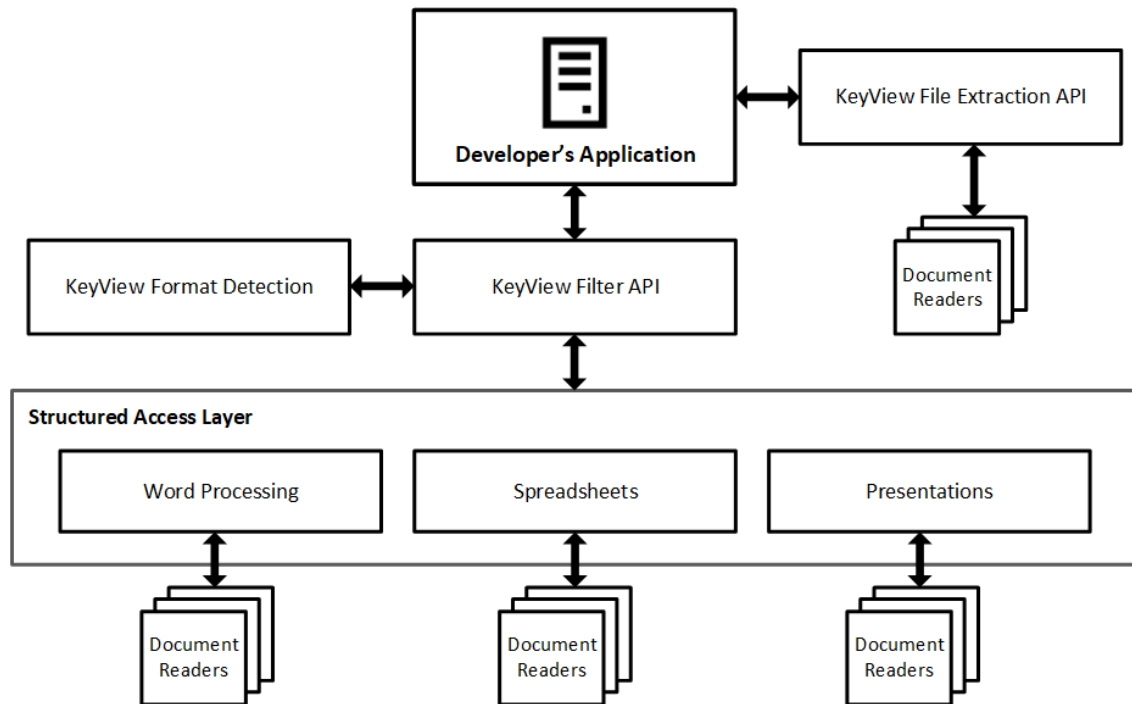 Developer's Application
KeyView File Extraction API
Document
Readers
KeyView Format Detection
KeyView Filter API
Structured Access Layer
Word Processing
Spreadsheets
Presentations
Document
Readers
Document
Readers
Document
Readers